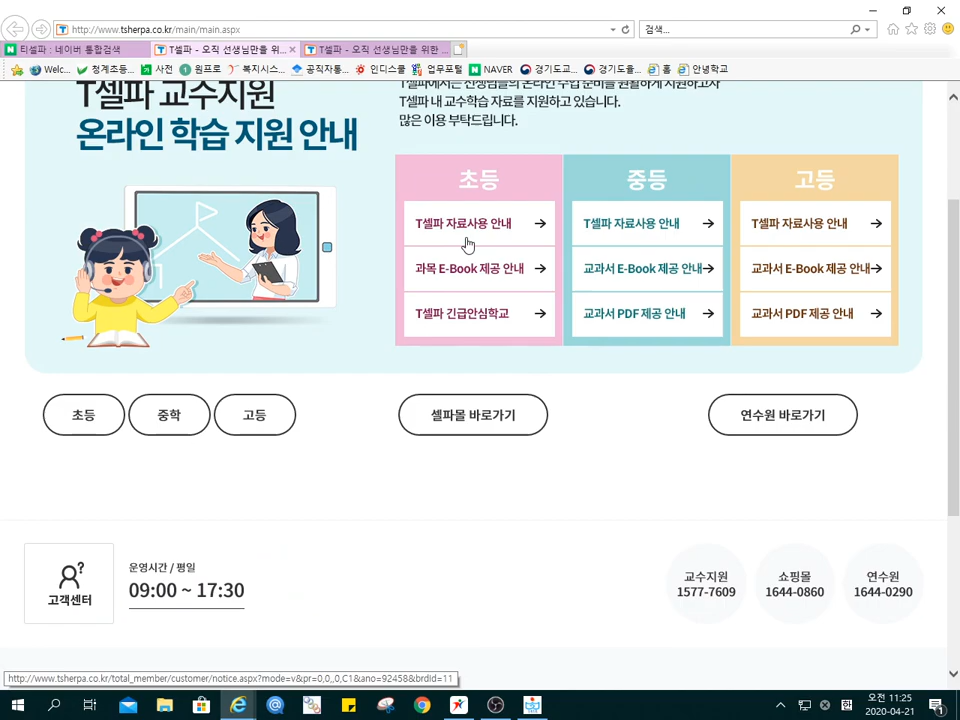 http://www.tsherpa.co.kr/main/main.aspx
검색...
티셀파 : 네이버 통합검색
T셀파 - 오직 선생님만을 위...
T셀파 - 오직 선생님만을 위한 ...
Welc...
청계초등...
사전
원프로
복지시스...
공직자통...
인디스쿨
업무포털
NAVER
경기도교...
경기도율...
홈
안녕학교
T셀파 교수지원
온라인 학습 지원 안내
T셀파 내 교수학습 자료를 지원하고 있습니다.
많은 이용 부탁드립니다.
초등
T셀파 자료사용 안내
과목 E-Book 제공 안내
T셀파 긴급안심학교
중등
T셀파 자료사용 안내
교과서 E-Book 제공 안내
교과서 PDF 제공 안내
고등
T셀파 자료사용 안내
교과서 E-Book 제공 안내
교과서 PDF 제공 안내
초등
중학
고등
셀파몰 바로가기
연수원 바로가기
고객센터
운영시간 / 평일
09:00 ~ 17:30
교수지원
1577-7609
쇼핑몰
1644-0860
연수원
1644-0290
http://www.tsherpa.co.kr/total_member/customer/notice.aspx?mode=v&pr=0,0,,0,C1&ano=92458&brdid=11
한
오전 11:25
2020-04-21
1